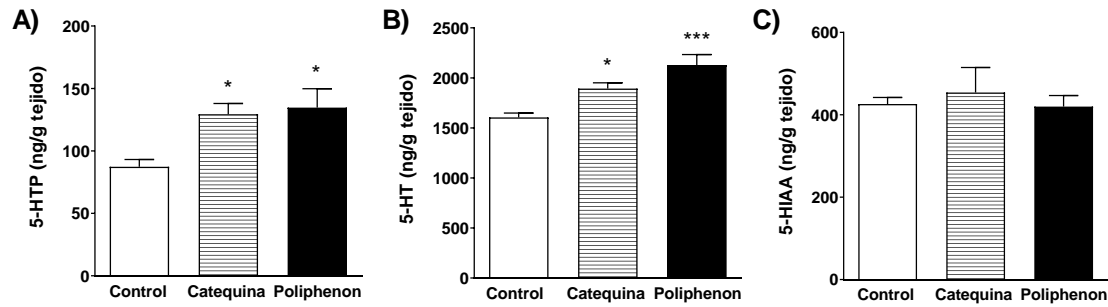 A)
5-HTP (ng/g tejido)
200
150
100
50
0
*
*
Control Catequina Poliphenon
B)
5-HT (ng/g tejido)
2500
2000
1500
1000
500
0
*
***
Control Catequina Poliphenon
C)
5-HIAA (ng/g tejido)
600
400
200
0
Control Catequina Poliphenon